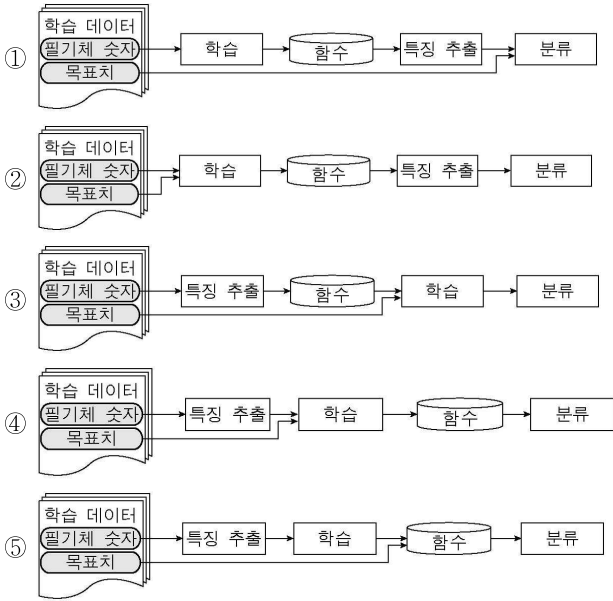 ①
학습 데이터
필기체 숫자
목표치
학습
함수
특징 추출
분류
②
학습 데이터
필기체 숫자
목표치
학습
함수
특징 추출
분류
③
학습 데이터
필기체 숫자
목표치
특징 추출
함수
학습
분류
④
학습 데이터
필기체 숫자
목표치
특징 추출
학습
함수
분류
⑤
학습 데이터
필기체 숫자
목표치
특징 추출
학습
함수
분류